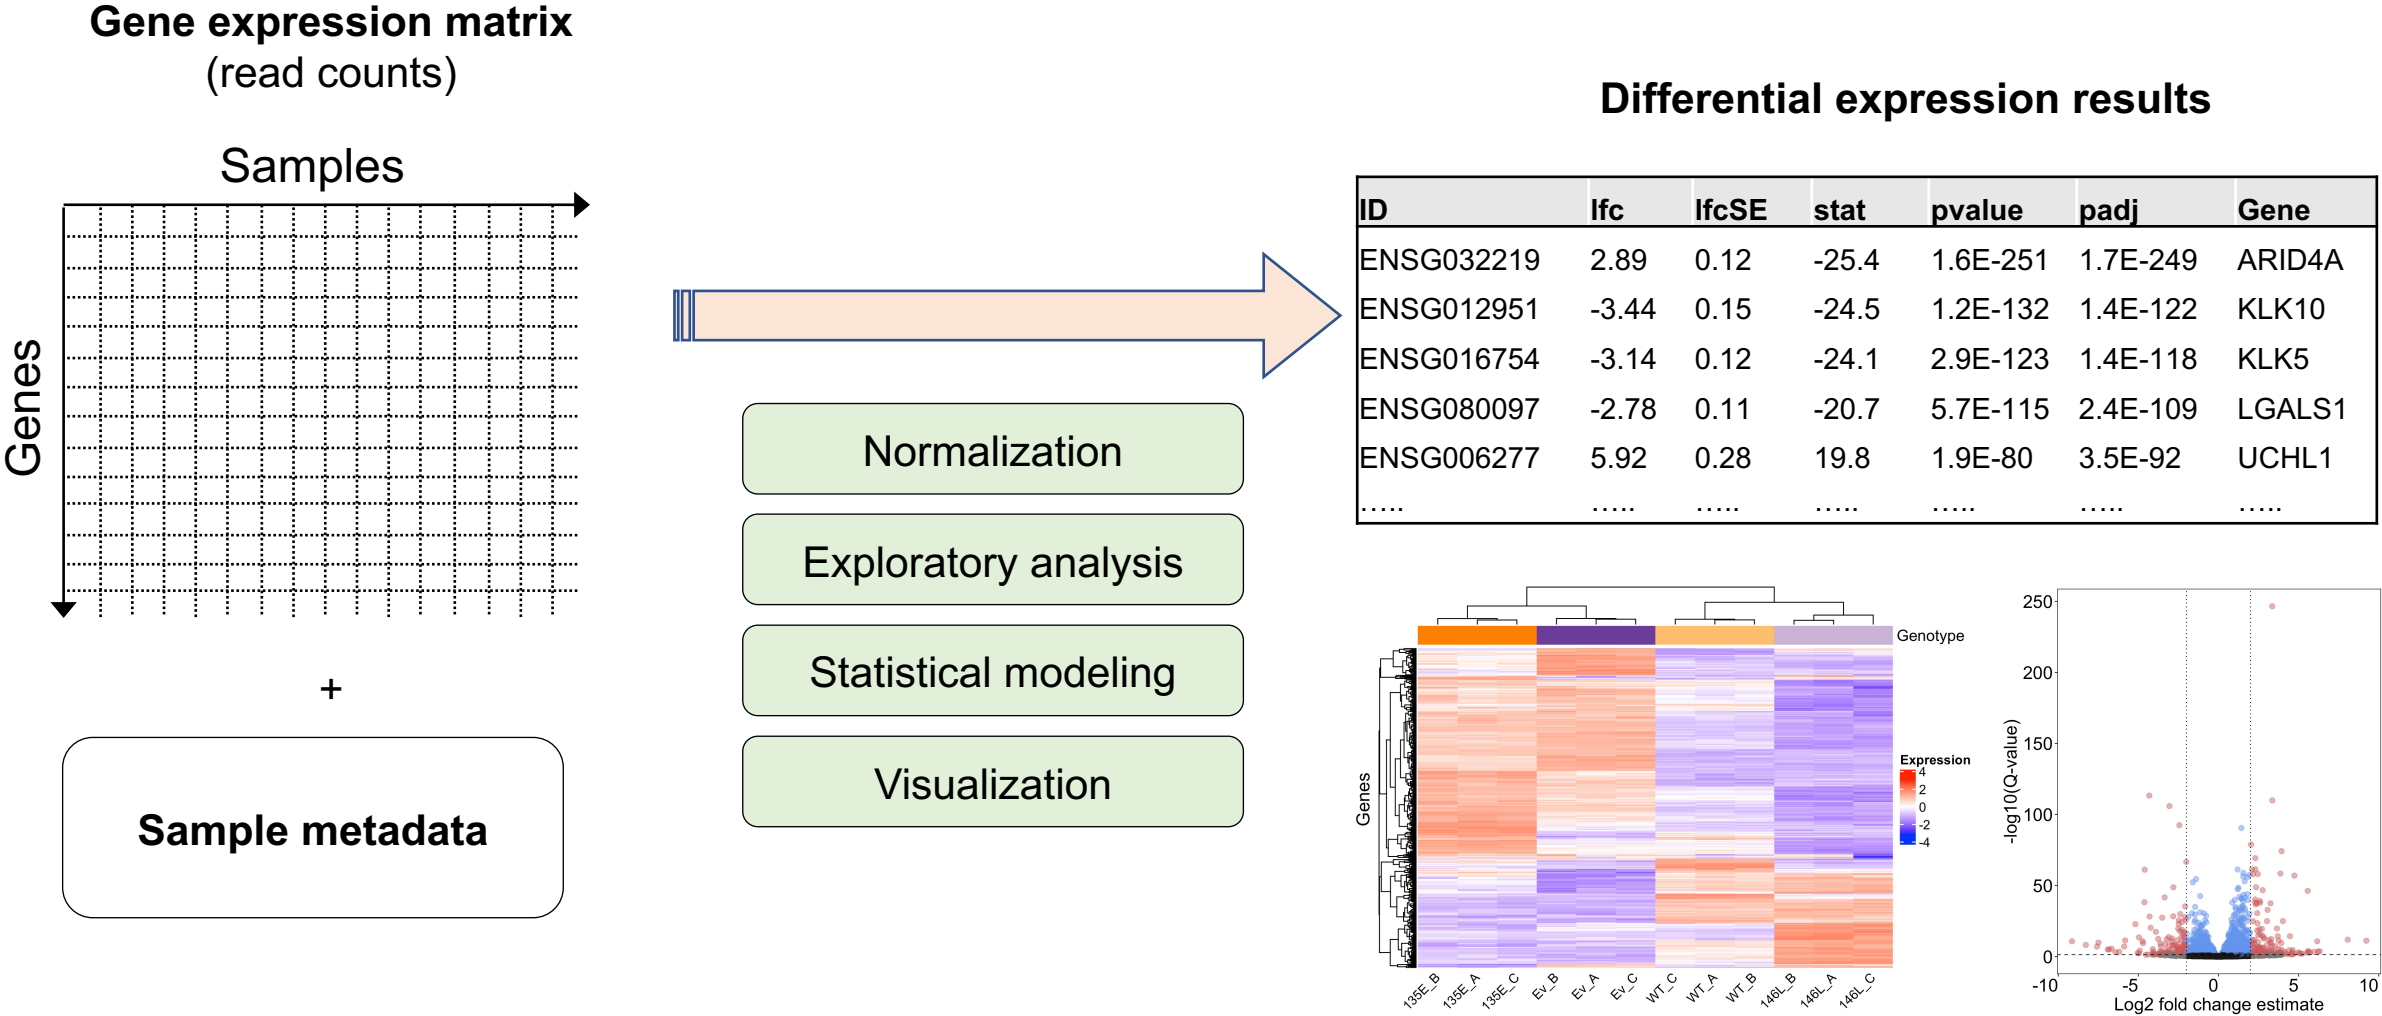 Gene expression matrix
(read counts)
Samples
Genes
+
Sample metadata
Normalization
Exploratory analysis
Statistical modeling
Visualization
Differential expression results
ID lfc lfcSE stat pvalue padj Gene
ENSG032219 2.89 0.12 -25.4 1.6E-251 1.7E-249 ARID4A
ENSG012951 -3.44 0.15 -24.5 1.2E-132 1.4E-122 KLK10
ENSG016754 -3.14 0.12 -24.1 2.9E-123 1.4E-118 KLK5
ENSG080097 -2.78 0.11 -20.7 5.7E-115 2.4E-109 LGALS1
ENSG006277 5.92 0.28 19.8 1.9E-80 3.5E-92 UCHL1
….. ….. ….. ….. ….. ….. …..
Genotype
Genes
Expression
4
2
0
-2
-4
135E_B 135E_A 135E_C Ev_B Ev_A Ev_C WT_C WT_A WT_B 146L_B 146L_A 146L_C
-log10(Q-value)
250
200
150
100
50
0
-10 -5 0 5 10
Log2 fold change estimate